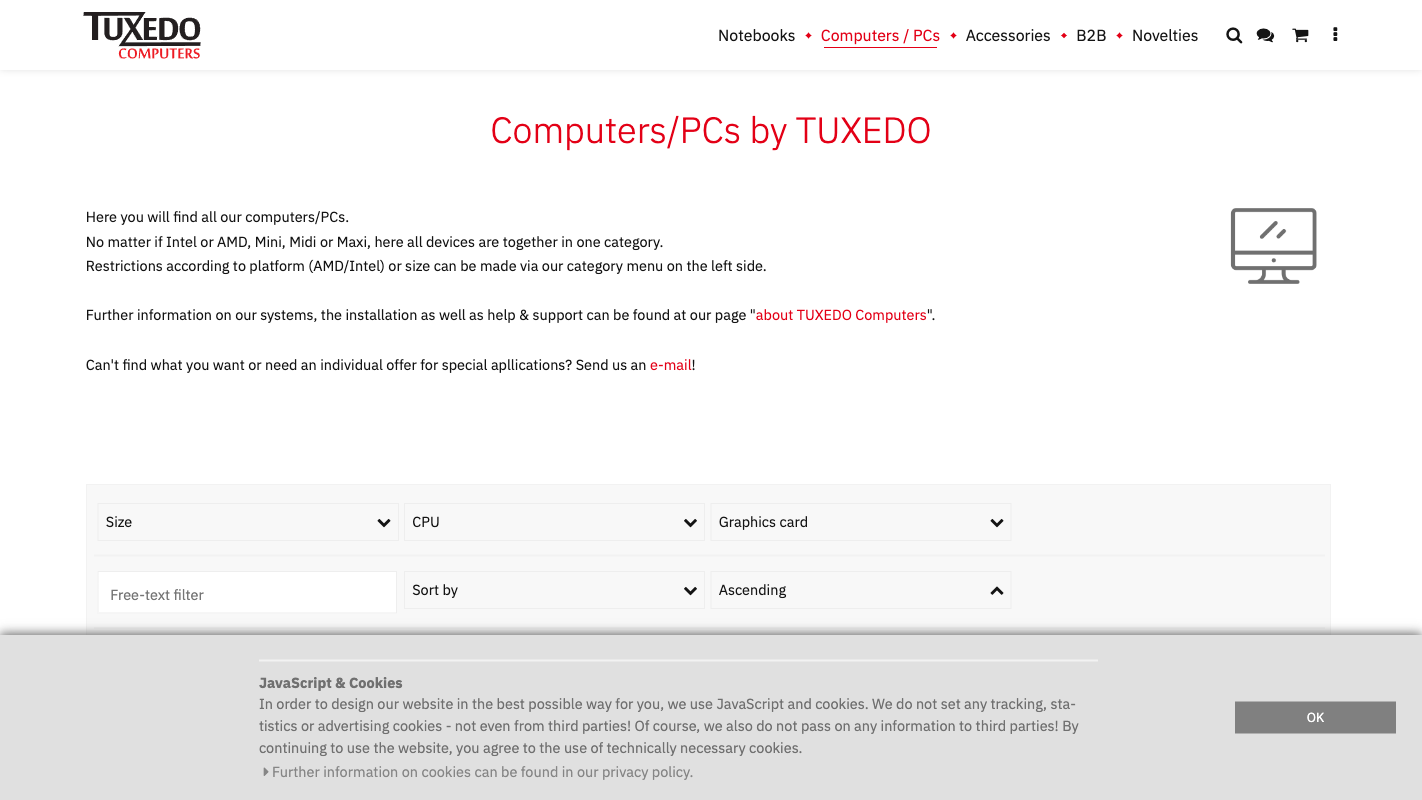 TUXEDO
COMPUTERS
Notebooks
Computers / PCs
Accessories
B2B
Novelties
Computers/PCs by TUXEDO
Here you will find all our computers/PCs.
No matter if Intel or AMD, Mini, Midi or Maxi, here all devices are together in one category.
Restrictions according to platform (AMD/Intel) or size can be made via our category menu on the left side.
Further information on our systems, the installation as well as help & support can be found at our page "about TUXEDO Computers".
Can't find what you want or need an individual offer for special apllications? Send us an e-mail!
Size
CPU
Graphics card
Free-text filter
Sort by
Ascending
JavaScript & Cookies
In order to design our website in the best possible way for you, we use JavaScript and cookies. We do not set any tracking, sta-
tistics or advertising cookies - not even from third parties! Of course, we also do not pass on any information to third parties! By
continuing to use the website, you agree to the use of technically necessary cookies.
Further information on cookies can be found in our privacy policy.
OK